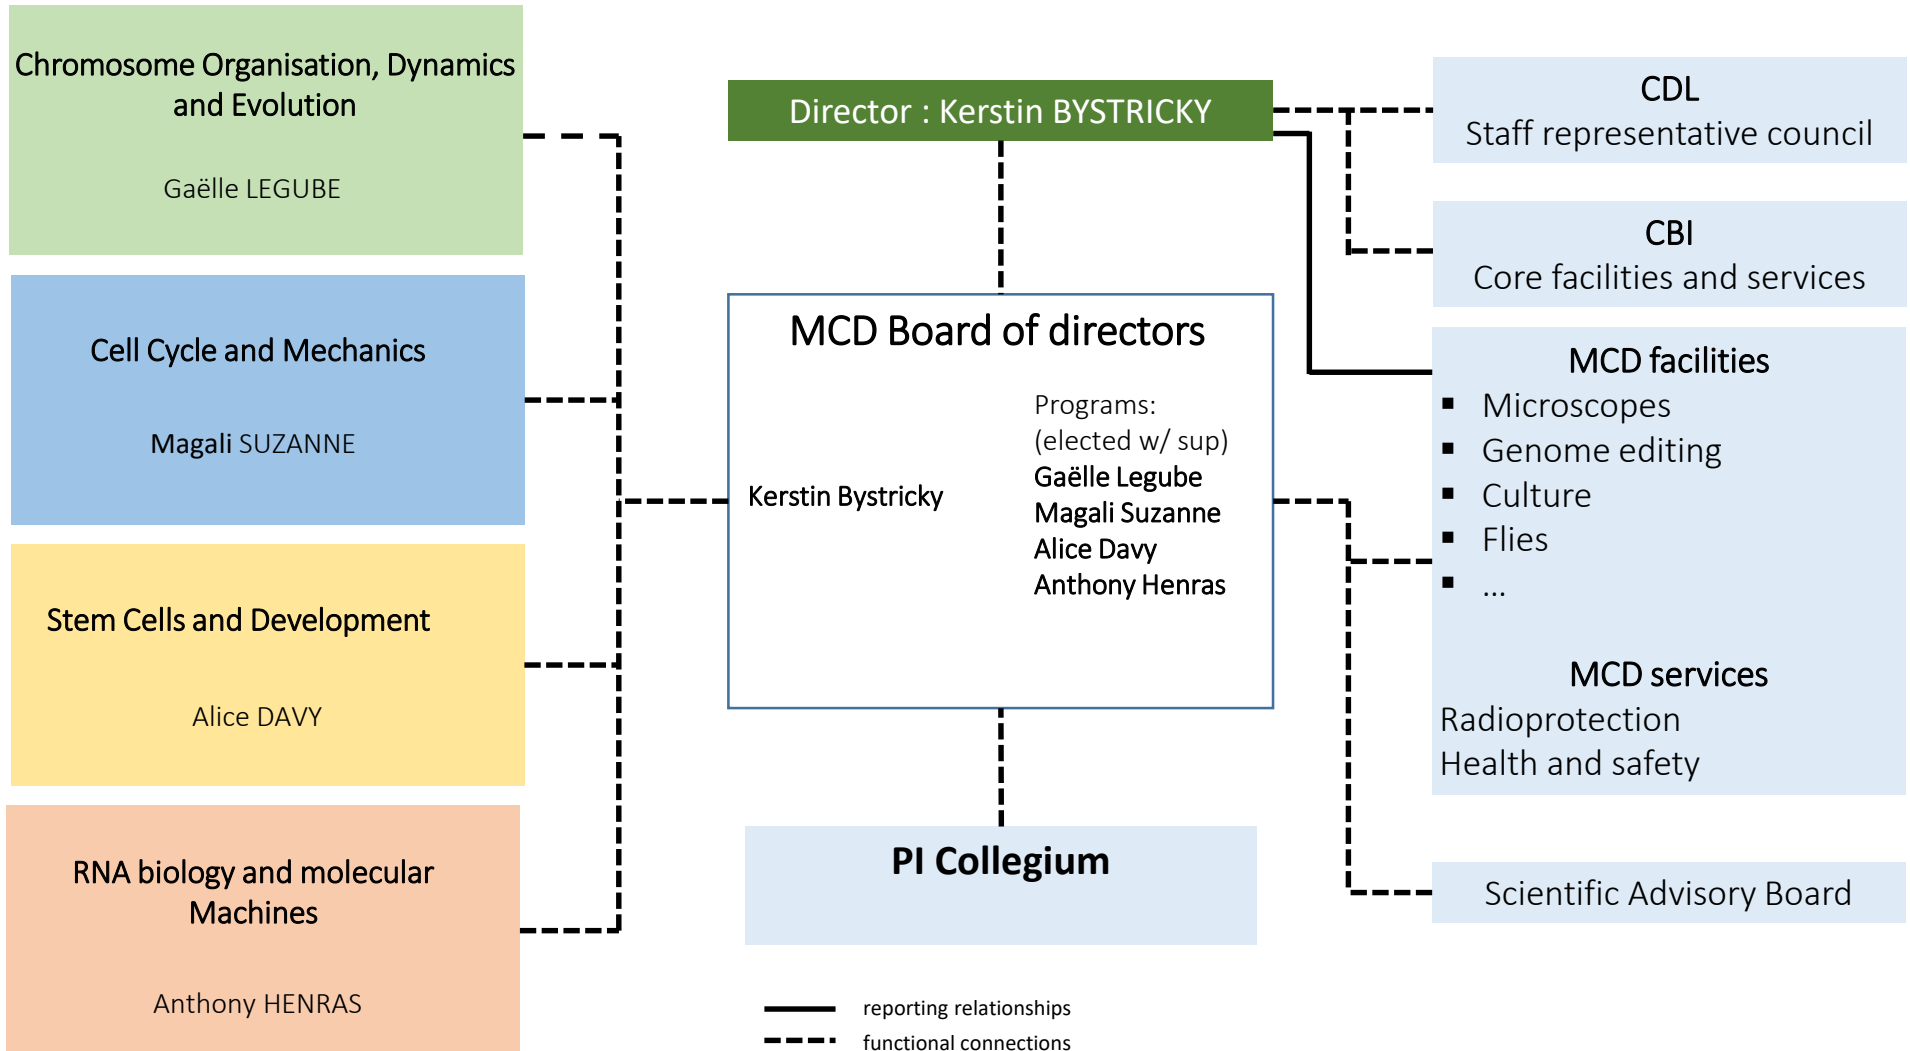 Chromosome Organisation, Dynamics
and Evolution
Gaëlle LEGUBE
Cell Cycle and Mechanics
Magali SUZANNE
Stem Cells and Development
Alice DAVY
RNA biology and molecular
Machines
Anthony HENRAS
Director : Kerstin BYSTRICKY
MCD Board of directors
Kerstin Bystricky
Programs:
(elected w/ sup)
Gaëlle Legube
Magali Suzanne
Alice Davy
Anthony Henras
PI Collegium
reporting relationships
functional connections
CDL
Staff representative council
CBI
Core facilities and services
MCD facilities
▪ Microscopes
▪ Genome editing
▪ Culture
▪ Flies
▪ ...
MCD services
Radioprotection
Health and safety
Scientific Advisory Board